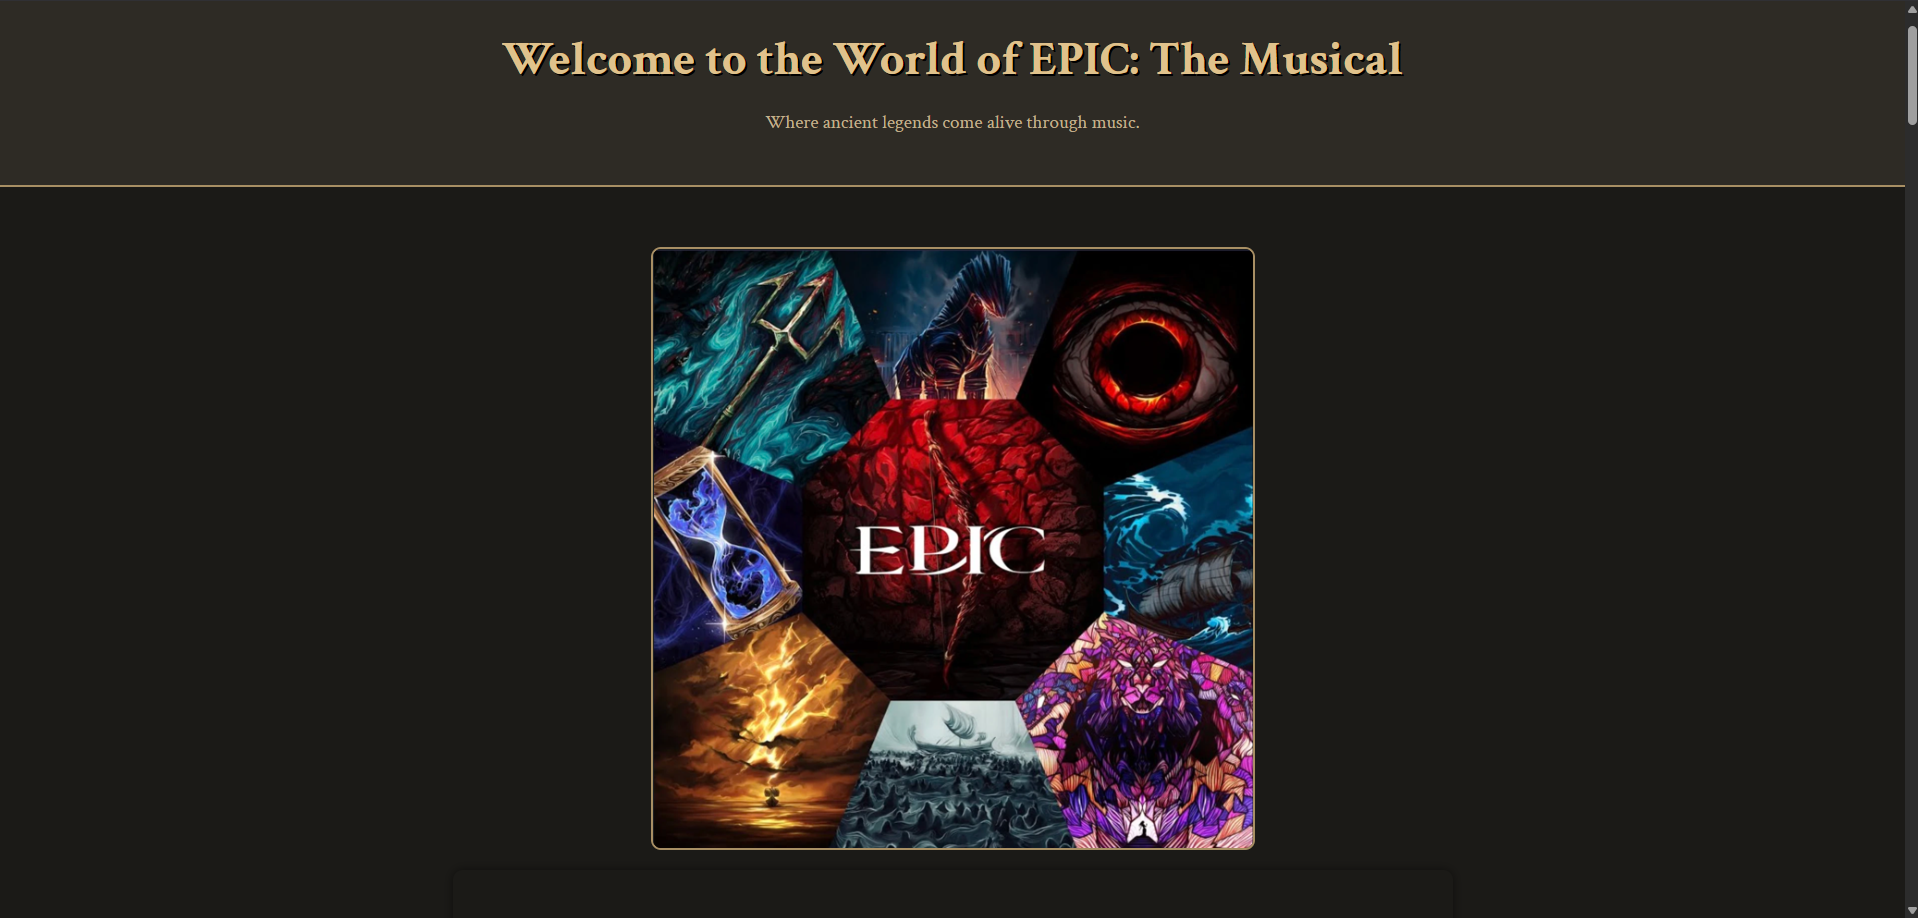 Welcome to the World of EPIC: The Musical
Where ancient legends come alive through music.
EPIC